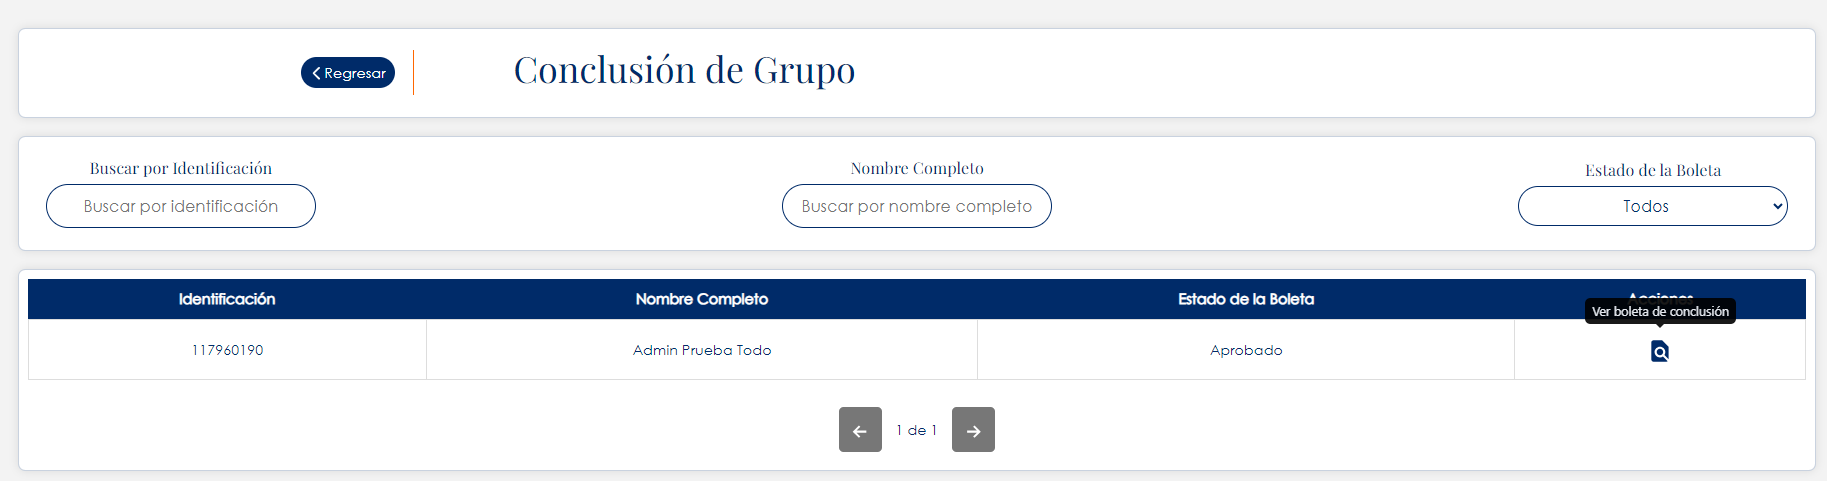 Regresar
Conclusión de Grupo
Buscar por Identificación
Buscar por identificación
Nombre Completo
Buscar por nombre completo
Estado de la Boleta
Todos
Identificación Nombre Completo Estado de la Boleta Acciones
Ver boleta de conclusión
117960190 Admin Prueba Todo Aprobado
1 de 1